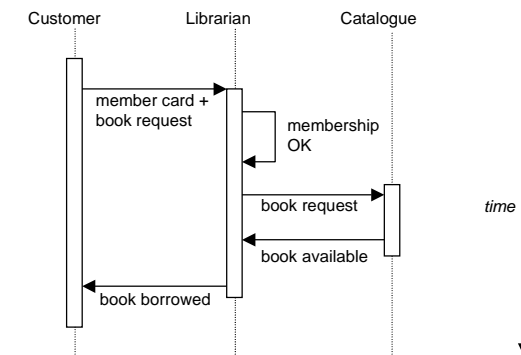 Customer
Librarian
Catalogue
member card +
book request
membership
OK
book request
time
book available
book borrowed